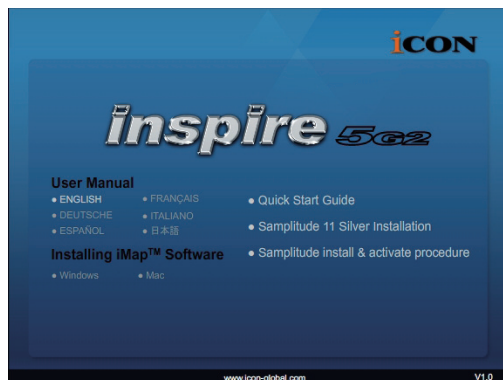 iCON
inspire 5G2
User Manual
● ENGLISH
● FRANÇAIS
● DEUTSCHE
● ITALIANO
● ESPAÑOL
● 日本語
Installing iMap™ Software
● Windows
● Mac
● Quick Start Guide
● Samplitude 11 Silver Installation
● Samplitude install & activate procedure
www.icon-global.com
V1.0